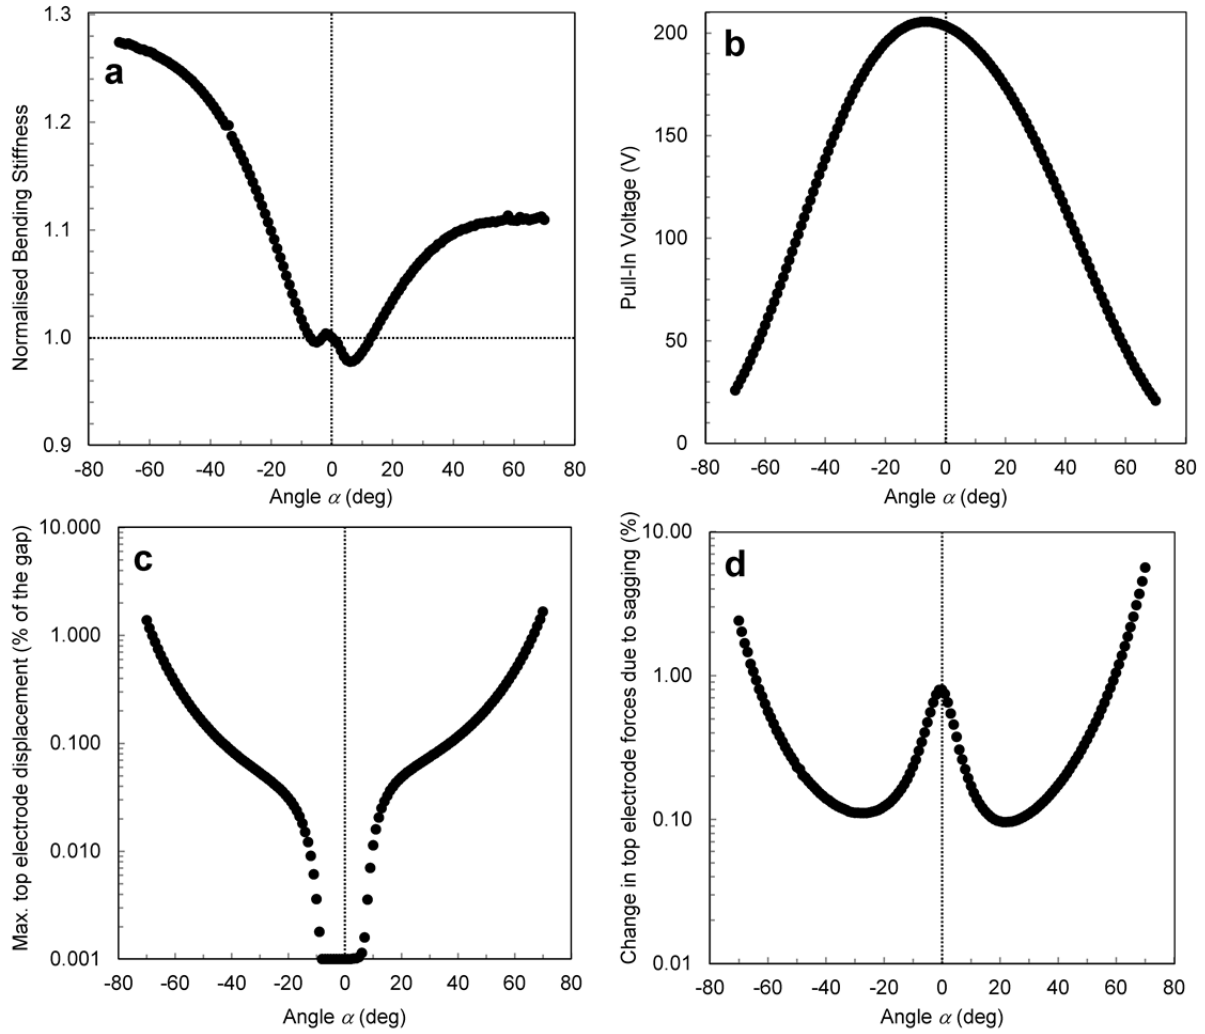 a
Normalised Bending Stiffness
1.3
1.2
1.1
1.0
0.9
-80 -60 -40 -20 0 20 40 60 80
Angle α (deg)
b
Pull-In Voltage (V)
200
150
100
50
0
-80 -60 -40 -20 0 20 40 60 80
Angle α (deg)
c
Max. top electrode displacement (% of the gap)
10.000
1.000
0.100
0.010
0.001
-80 -60 -40 -20 0 20 40 60 80
Angle α (deg)
d
Change in top electrode forces due to sagging (%)
10.00
1.00
0.10
0.01
-80 -60 -40 -20 0 20 40 60 80
Angle α (deg)